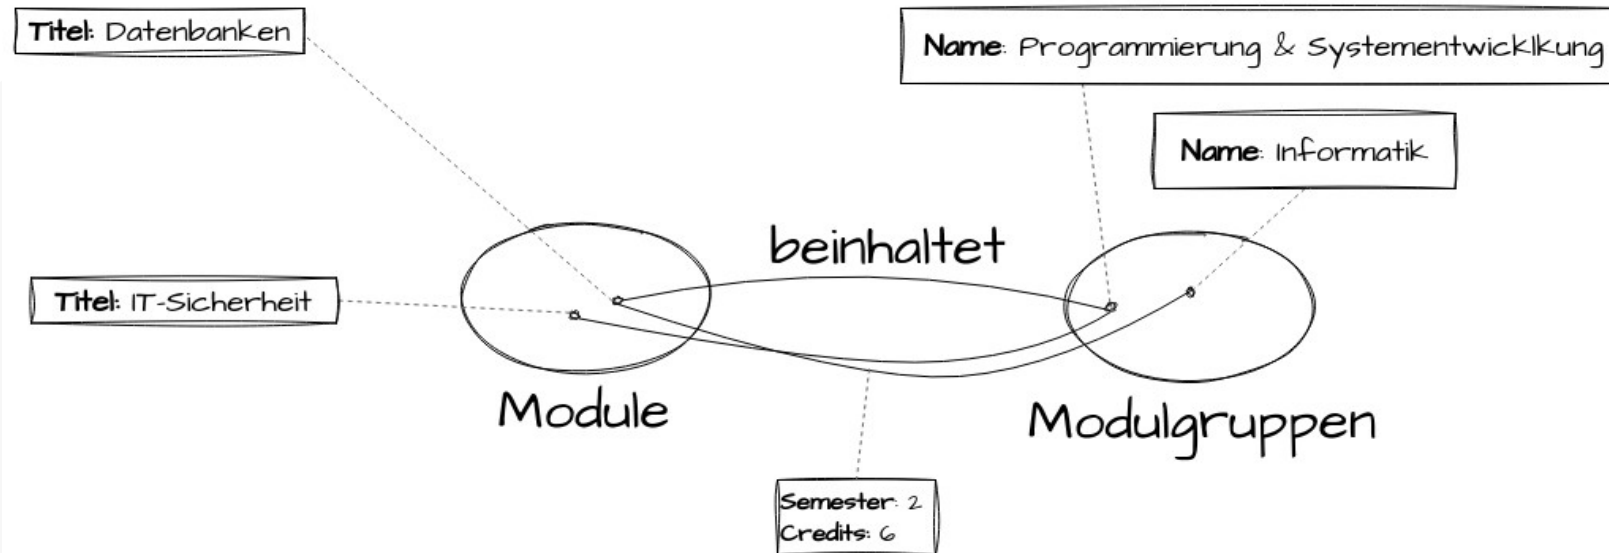 Titel: Datenbanken
Name: Programmierung & Systementwicklkung
Name: Informatik
beinhaltet
Titel: IT-Sicherheit
Module
Modulgruppen
Semester: 2
Credits: 6